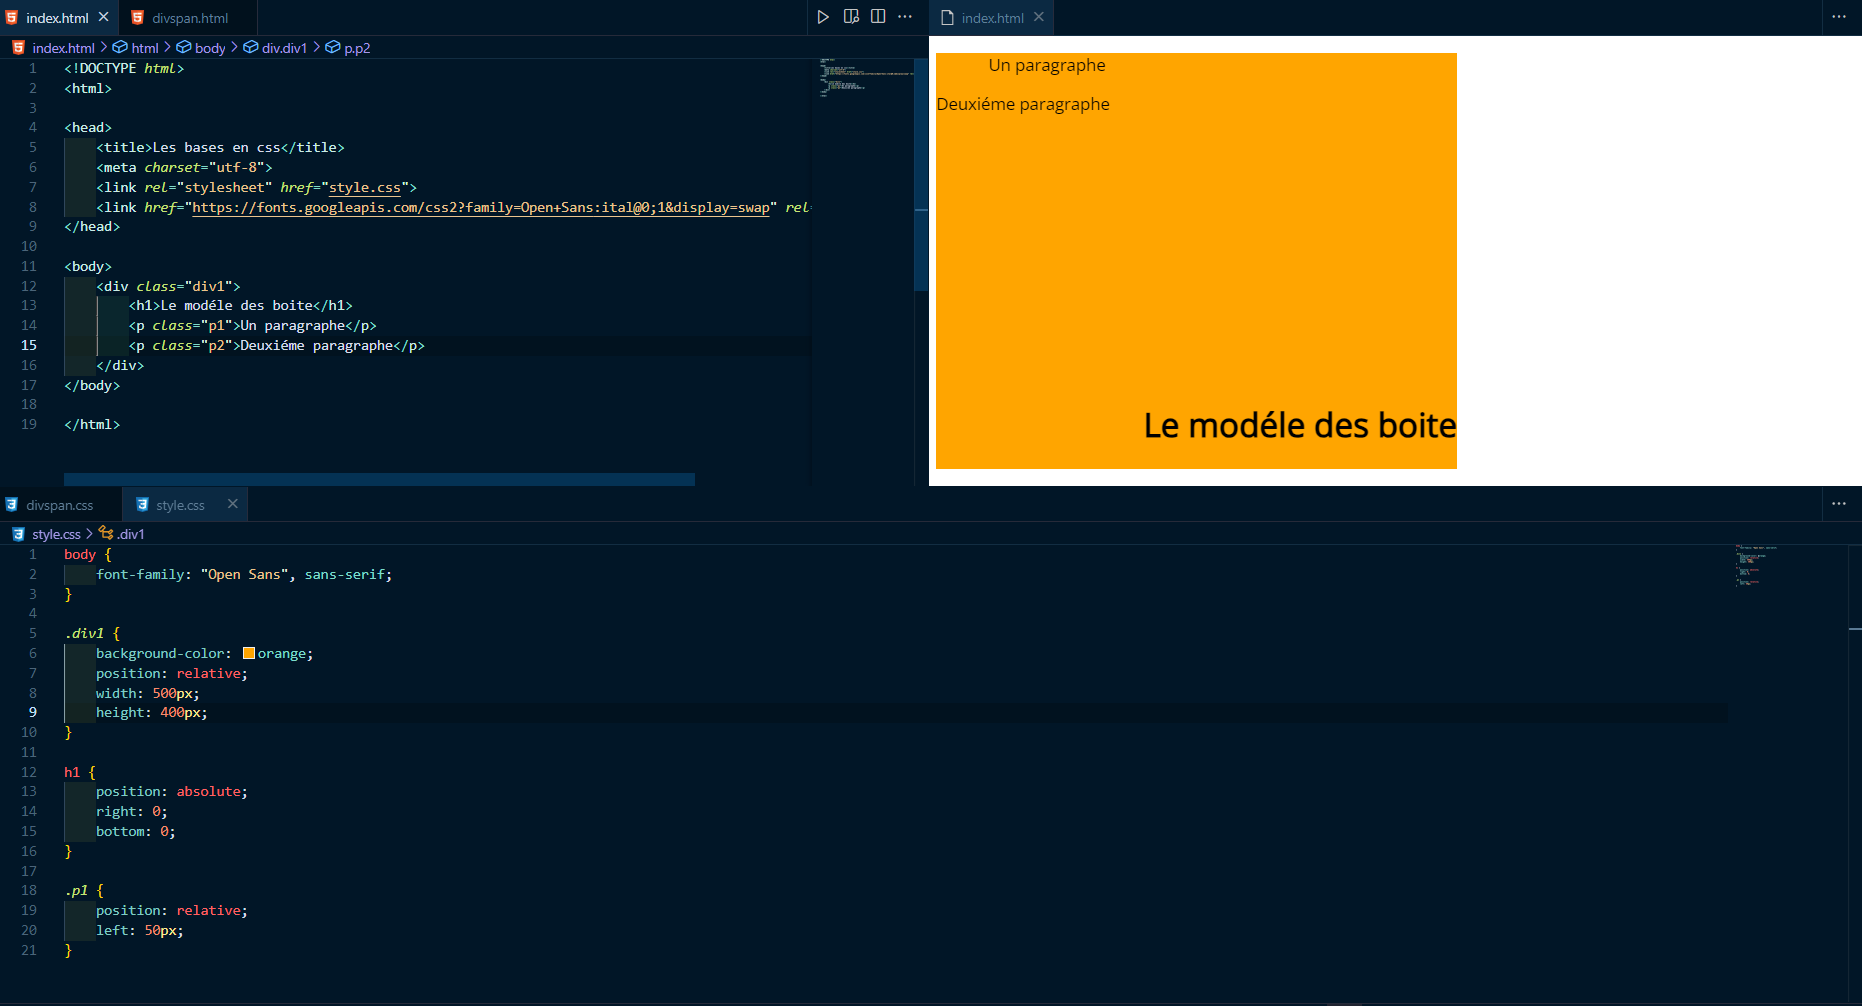 index.html
divspan.html
index.html > html > body > div.div1 > p.p2
1 <!DOCTYPE html>
2 <html>
3
4 <head>
5 <title>Les bases en css</title>
6 <meta charset="utf-8">
7 <link rel="stylesheet" href="style.css">
8 <link href="https://fonts.googleapis.com/css2?family=Open+Sans:ital@0;1&display=swap" rel=
9 </head>
10
11 <body>
12 <div class="div1">
13 <h1>Le modéle des boite</h1>
14 <p class="p1">Un paragraphe</p>
15 <p class="p2">Deuxiéme paragraphe</p>
16 </div>
17 </body>
18
19 </html>
index.html
Un paragraphe
Deuxiéme paragraphe
Le modéle des boite
divspan.css
style.css
style.css > .div1
1 body {
2 font-family: "Open Sans", sans-serif;
3 }
4
5 .div1 {
6 background-color: orange;
7 position: relative;
8 width: 500px;
9 height: 400px;
10 }
11
12 h1 {
13 position: absolute;
14 right: 0;
15 bottom: 0;
16 }
17
18 .p1 {
19 position: relative;
20 left: 50px;
21 }